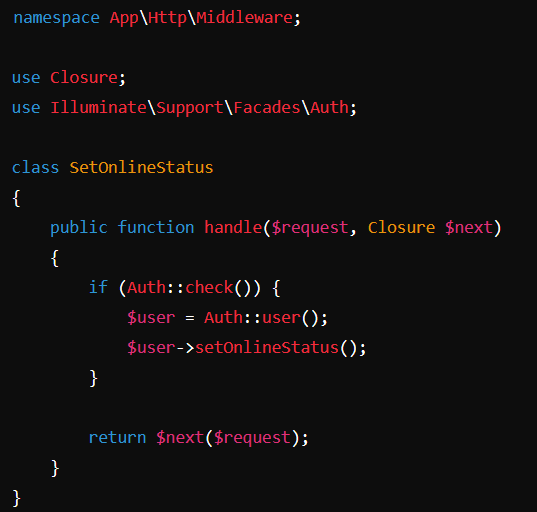 namespace App\Http\Middleware;
use Closure;
use Illuminate\Support\Facades\Auth;
class SetOnlineStatus
{
public function handle($request, Closure $next)
{
if (Auth::check()) {
$user = Auth::user();
$user->setOnlineStatus();
}
return $next($request);
}
}